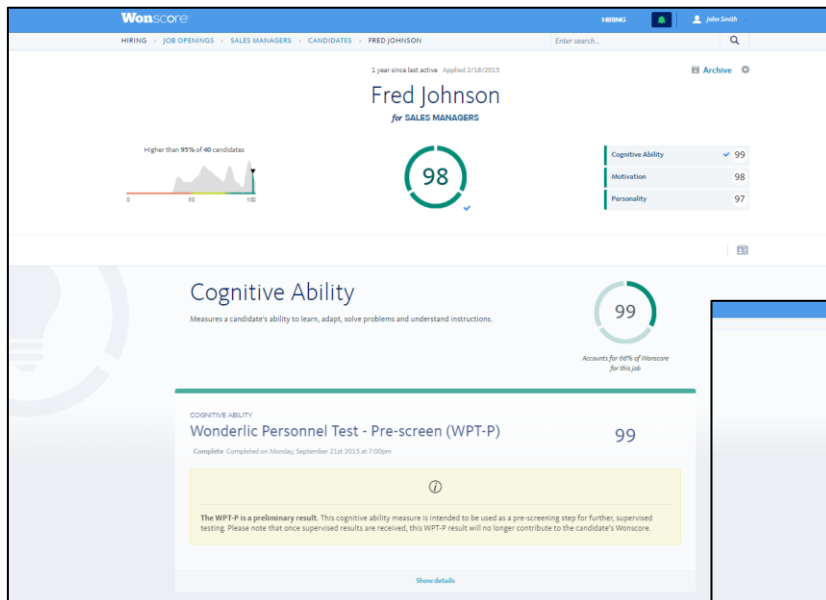 Wonscore
HIRING
John Smith
HIRING › JOB OPENINGS › SALES MANAGERS › CANDIDATES › FRED JOHNSON
Enter search...
1 year since last active Applied 2/18/2015
Archive
Fred Johnson
for SALES MANAGERS
Higher than 95% of 40 candidates
0 50 100
98
Cognitive Ability 99
Motivation 98
Personality 97
Cognitive Ability
Measures a candidate's ability to learn, adapt, solve problems and understand instructions.
99
Accounts for 66% of Wonscore
for this job
COGNITIVE ABILITY
Wonderlic Personnel Test - Pre-screen (WPT-P)
99
Complete Completed on Monday, September 21st 2015 at 7:00pm
The WPT-P is a preliminary result. This cognitive ability measure is intended to be used as a pre-screening step for further, supervised
testing. Please note that once supervised results are received, this WPT-P result will no longer contribute to the candidate's Wonscore.
Show details